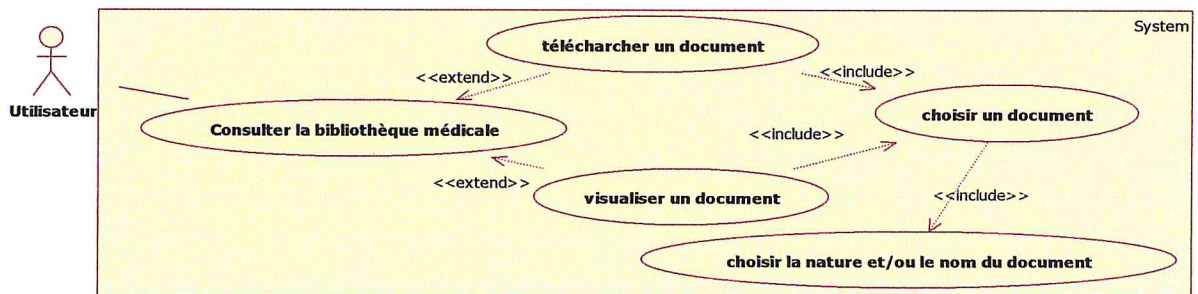 System
télécharcher un document
<<extend>>
<<include>>
Utilisateur
choisir un document
Consulter la bibliothèque médicale
<<include>>
<<extend>>
visualiser un document
<<include>>
choisir la nature et/ou le nom du document